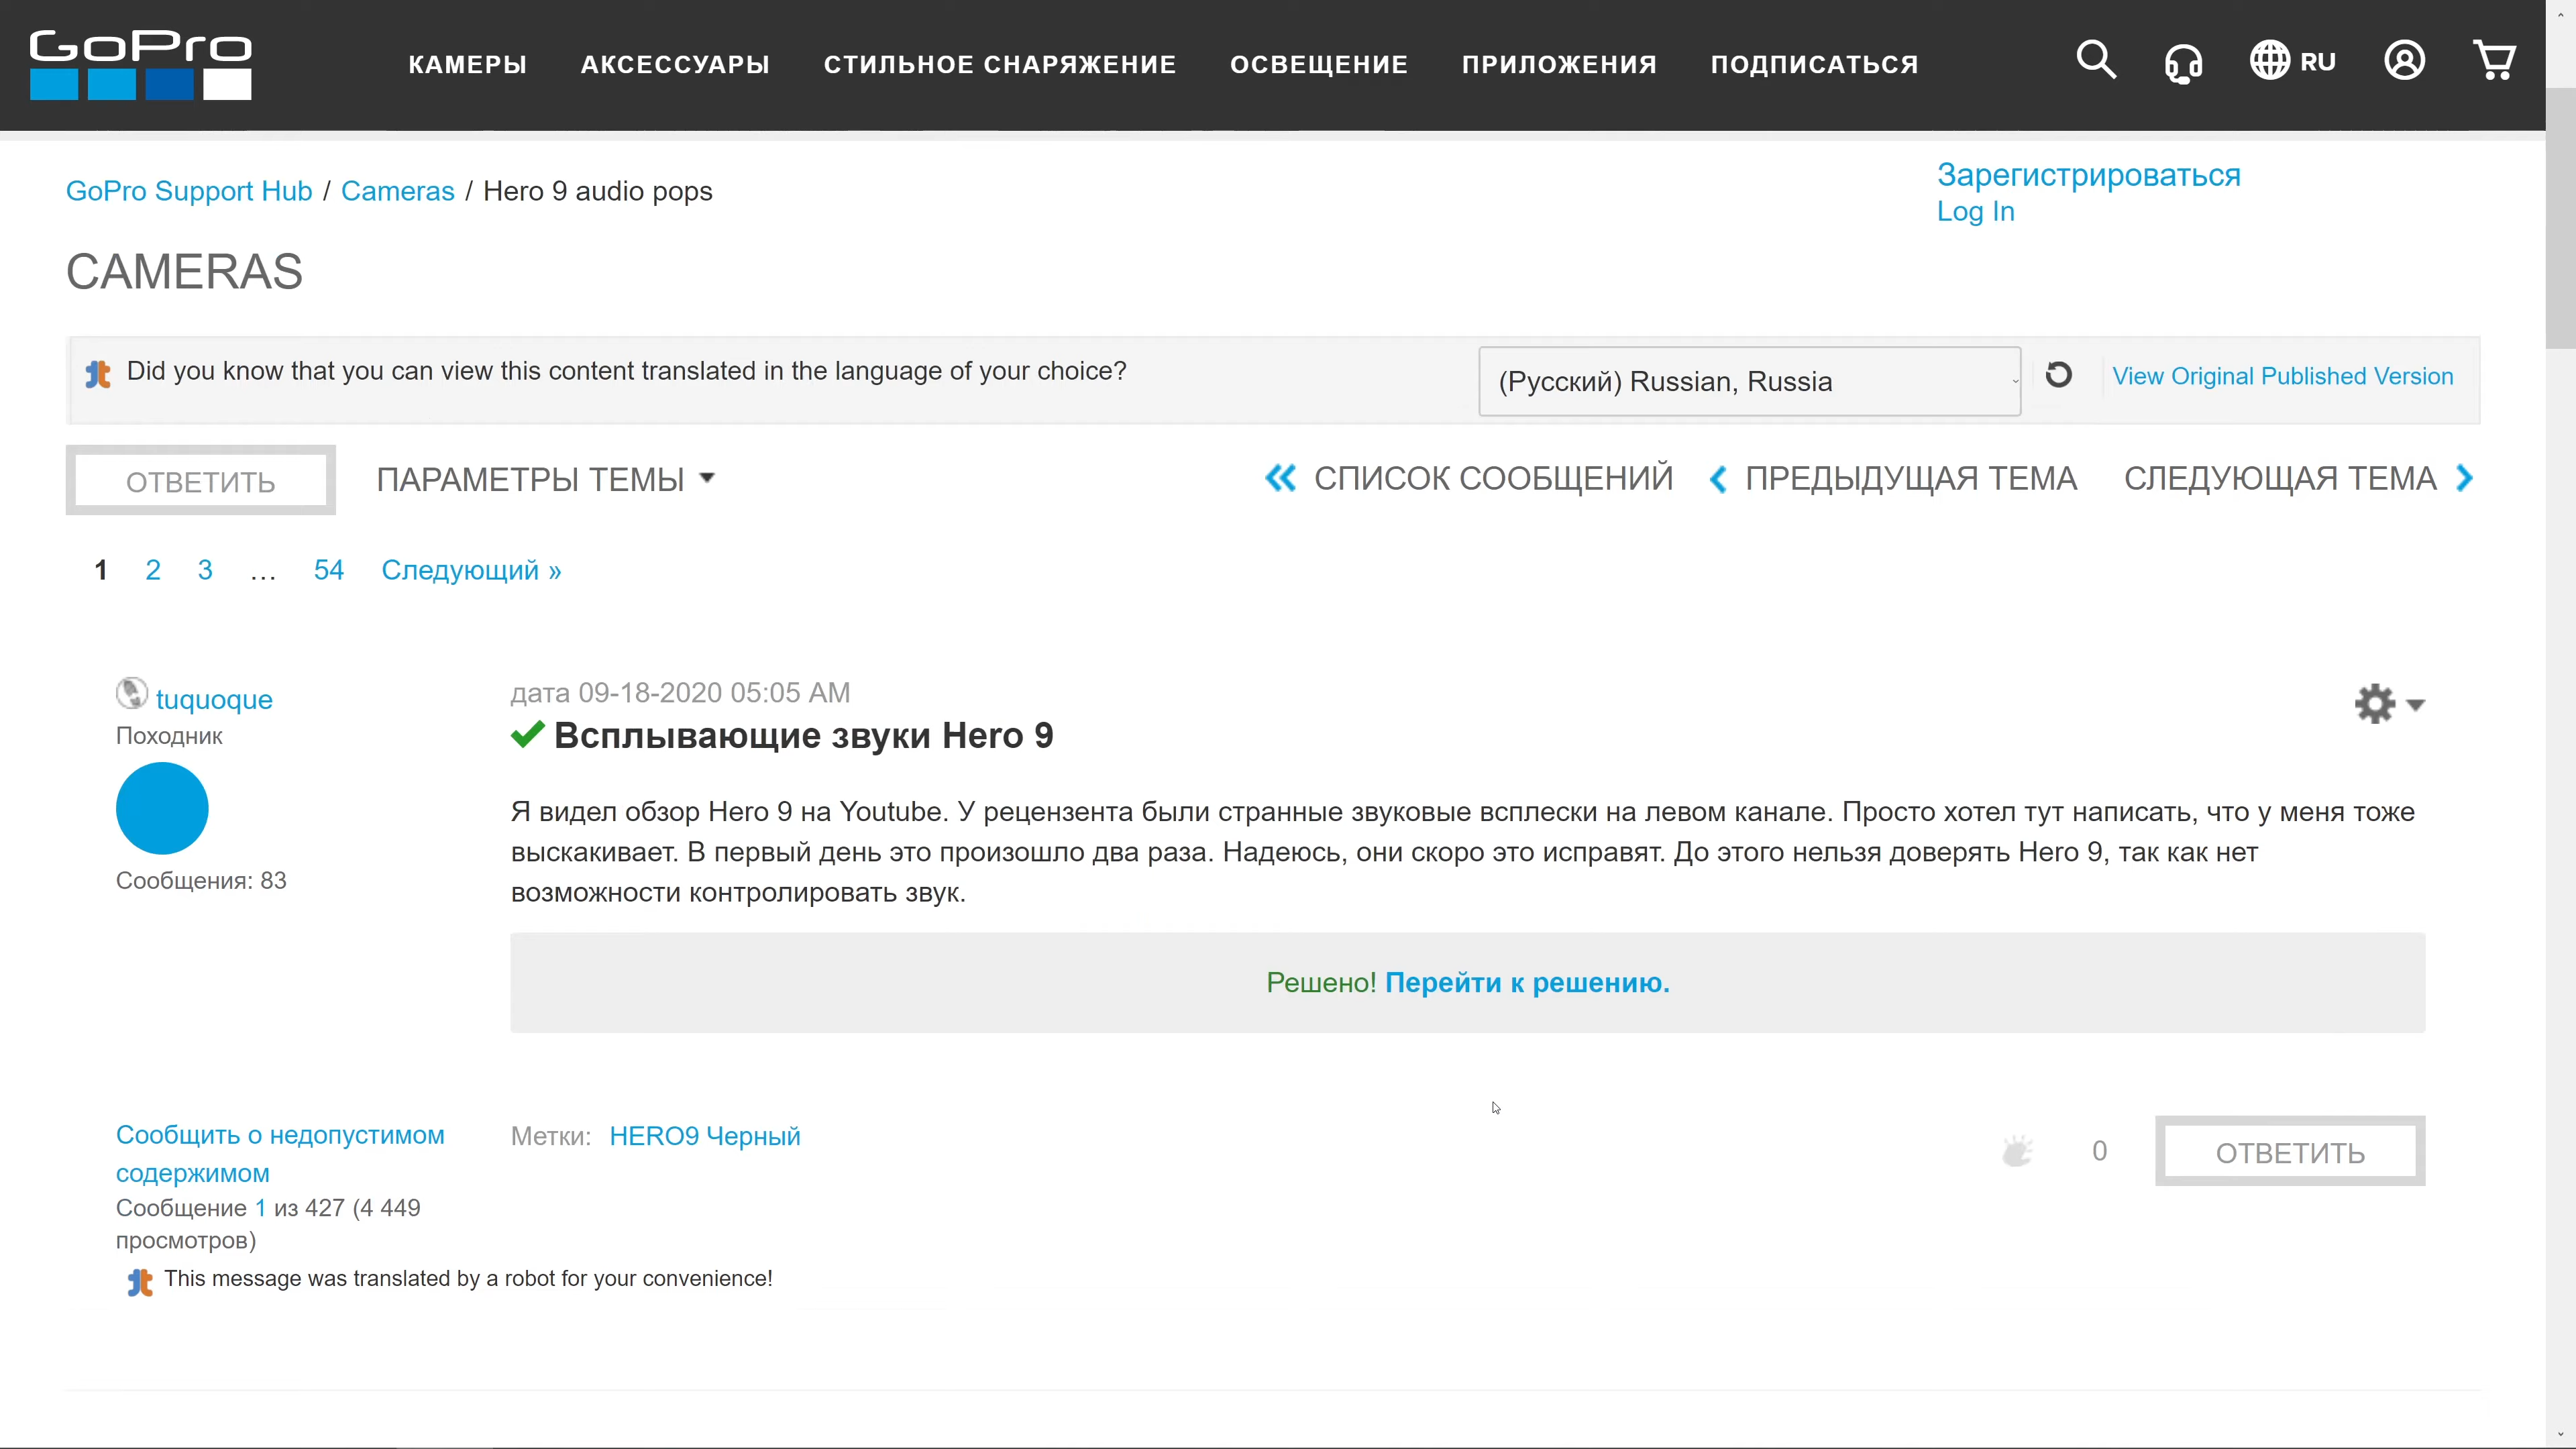 GoPro
КАМЕРЫ АКСЕССУАРЫ СТИЛЬНОЕ СНАРЯЖЕНИЕ ОСВЕЩЕНИЕ ПРИЛОЖЕНИЯ ПОДПИСАТЬСЯ RU
GoPro Support Hub / Cameras / Hero 9 audio pops
Зарегистрироваться
Log In
CAMERAS
Did you know that you can view this content translated in the language of your choice?
(Русский) Russian, Russia
View Original Published Version
ОТВЕТИТЬ ПАРАМЕТРЫ ТЕМЫ СПИСОК СООБЩЕНИЙ ПРЕДЫДУЩАЯ ТЕМА СЛЕДУЮЩАЯ ТЕМА
1 2 3 … 54 Следующий »
tuquoque
Походник
Сообщения: 83
дата 09-18-2020 05:05 AM
Всплывающие звуки Hero 9
Я видел обзор Hero 9 на Youtube. У рецензента были странные звуковые всплески на левом канале. Просто хотел тут написать, что у меня тоже
выскакивает. В первый день это произошло два раза. Надеюсь, они скоро это исправят. До этого нельзя доверять Hero 9, так как нет
возможности контролировать звук.
Решено! Перейти к решению.
Сообщить о недопустимом
содержимом
Сообщение 1 из 427 (4 449
просмотров)
Метки: HERO9 Черный
0
ОТВЕТИТЬ
This message was translated by a robot for your convenience!